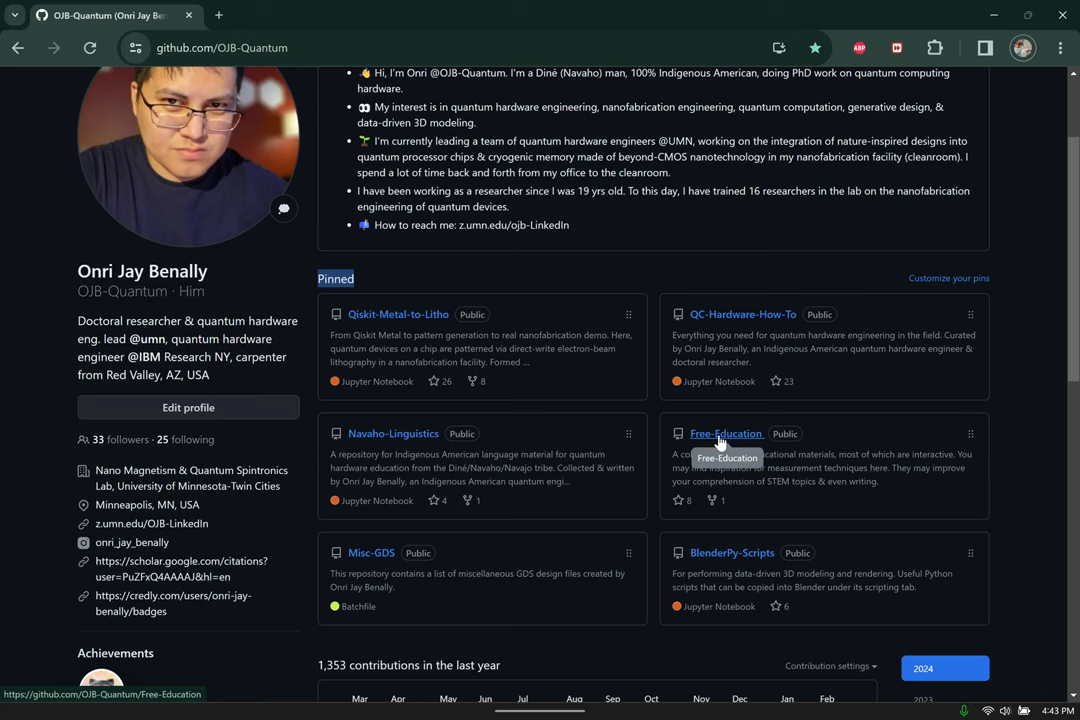 OJB-Quantum (Onri Jay Ber
github.com/OJB-Quantum
ABP
👋 Hi, I'm Onri @OJB-Quantum. I'm a Diné (Navaho) man, 100% Indigenous American, doing PhD work on quantum computing
hardware.
👀 My interest is in quantum hardware engineering, nanofabrication engineering, quantum computation, generative design, &
data-driven 3D modeling.
🌱 I'm currently leading a team of quantum hardware engineers @UMN, working on the integration of nature-inspired designs into
quantum processor chips & cryogenic memory made of beyond-CMOS nanotechnology in my nanofabrication facility (cleanroom). I
spend a lot of time back and forth from my office to the cleanroom.
I have been working as a researcher since I was 19 yrs old. To this day, I have trained 16 researchers in the lab on the nanofabrication
engineering of quantum devices.
📫 How to reach me: z.umn.edu/ojb-LinkedIn
Onri Jay Benally
OJB-Quantum · Him
Doctoral researcher & quantum hardware
eng. lead @umn, quantum hardware
engineer @IBM Research NY, carpenter
from Red Valley, AZ, USA
Edit profile
33 followers · 25 following
Nano Magnetism & Quantum Spintronics
Lab, University of Minnesota-Twin Cities
Minneapolis, MN, USA
z.umn.edu/OJB-LinkedIn
onri_jay_benally
https://scholar.google.com/citations?
user=PuZFxQ4AAAAJ&hl=en
https://credly.com/users/onri-jay-
benally/badges
Achievements
Pinned
Customize your pins
Qiskit-Metal-to-Litho Public
From Qiskit Metal to pattern generation to real nanofabrication demo. Here,
quantum devices on a chip are patterned via direct-write electron-beam
lithography in a nanofabrication facility. Formed ...
Jupyter Notebook 26 8
QC-Hardware-How-To Public
Everything you need for quantum hardware engineering in the field. Curated
by Onri Jay Benally, an Indigenous American quantum hardware engineer &
doctoral researcher.
Jupyter Notebook 23
Navaho-Linguistics Public
A repository for Indigenous American language material for quantum
hardware education from the Diné/Navaho/Navajo tribe. Collected & written
by Onri Jay Benally, an Indigenous American quantum engi...
Jupyter Notebook 4 1
Free-Education Public
Free-Education
A co cational materials, most of which are interactive. You
may find inspiration for measurement techniques here. They may improve
your comprehension of STEM topics & even writing.
8 1
Misc-GDS Public
This repository contains a list of miscellaneous GDS design files created by
Onri Jay Benally.
Batchfile
BlenderPy-Scripts Public
For performing data-driven 3D modeling and rendering. Useful Python
scripts that can be copied into Blender under its scripting tab.
Jupyter Notebook 6
1,353 contributions in the last year
Contribution settings
2024
2023
Mar Apr May Jun Jul Aug Sep Oct Nov Dec Jan Feb
https://github.com/OJB-Quantum/Free-Education
4:43 PM